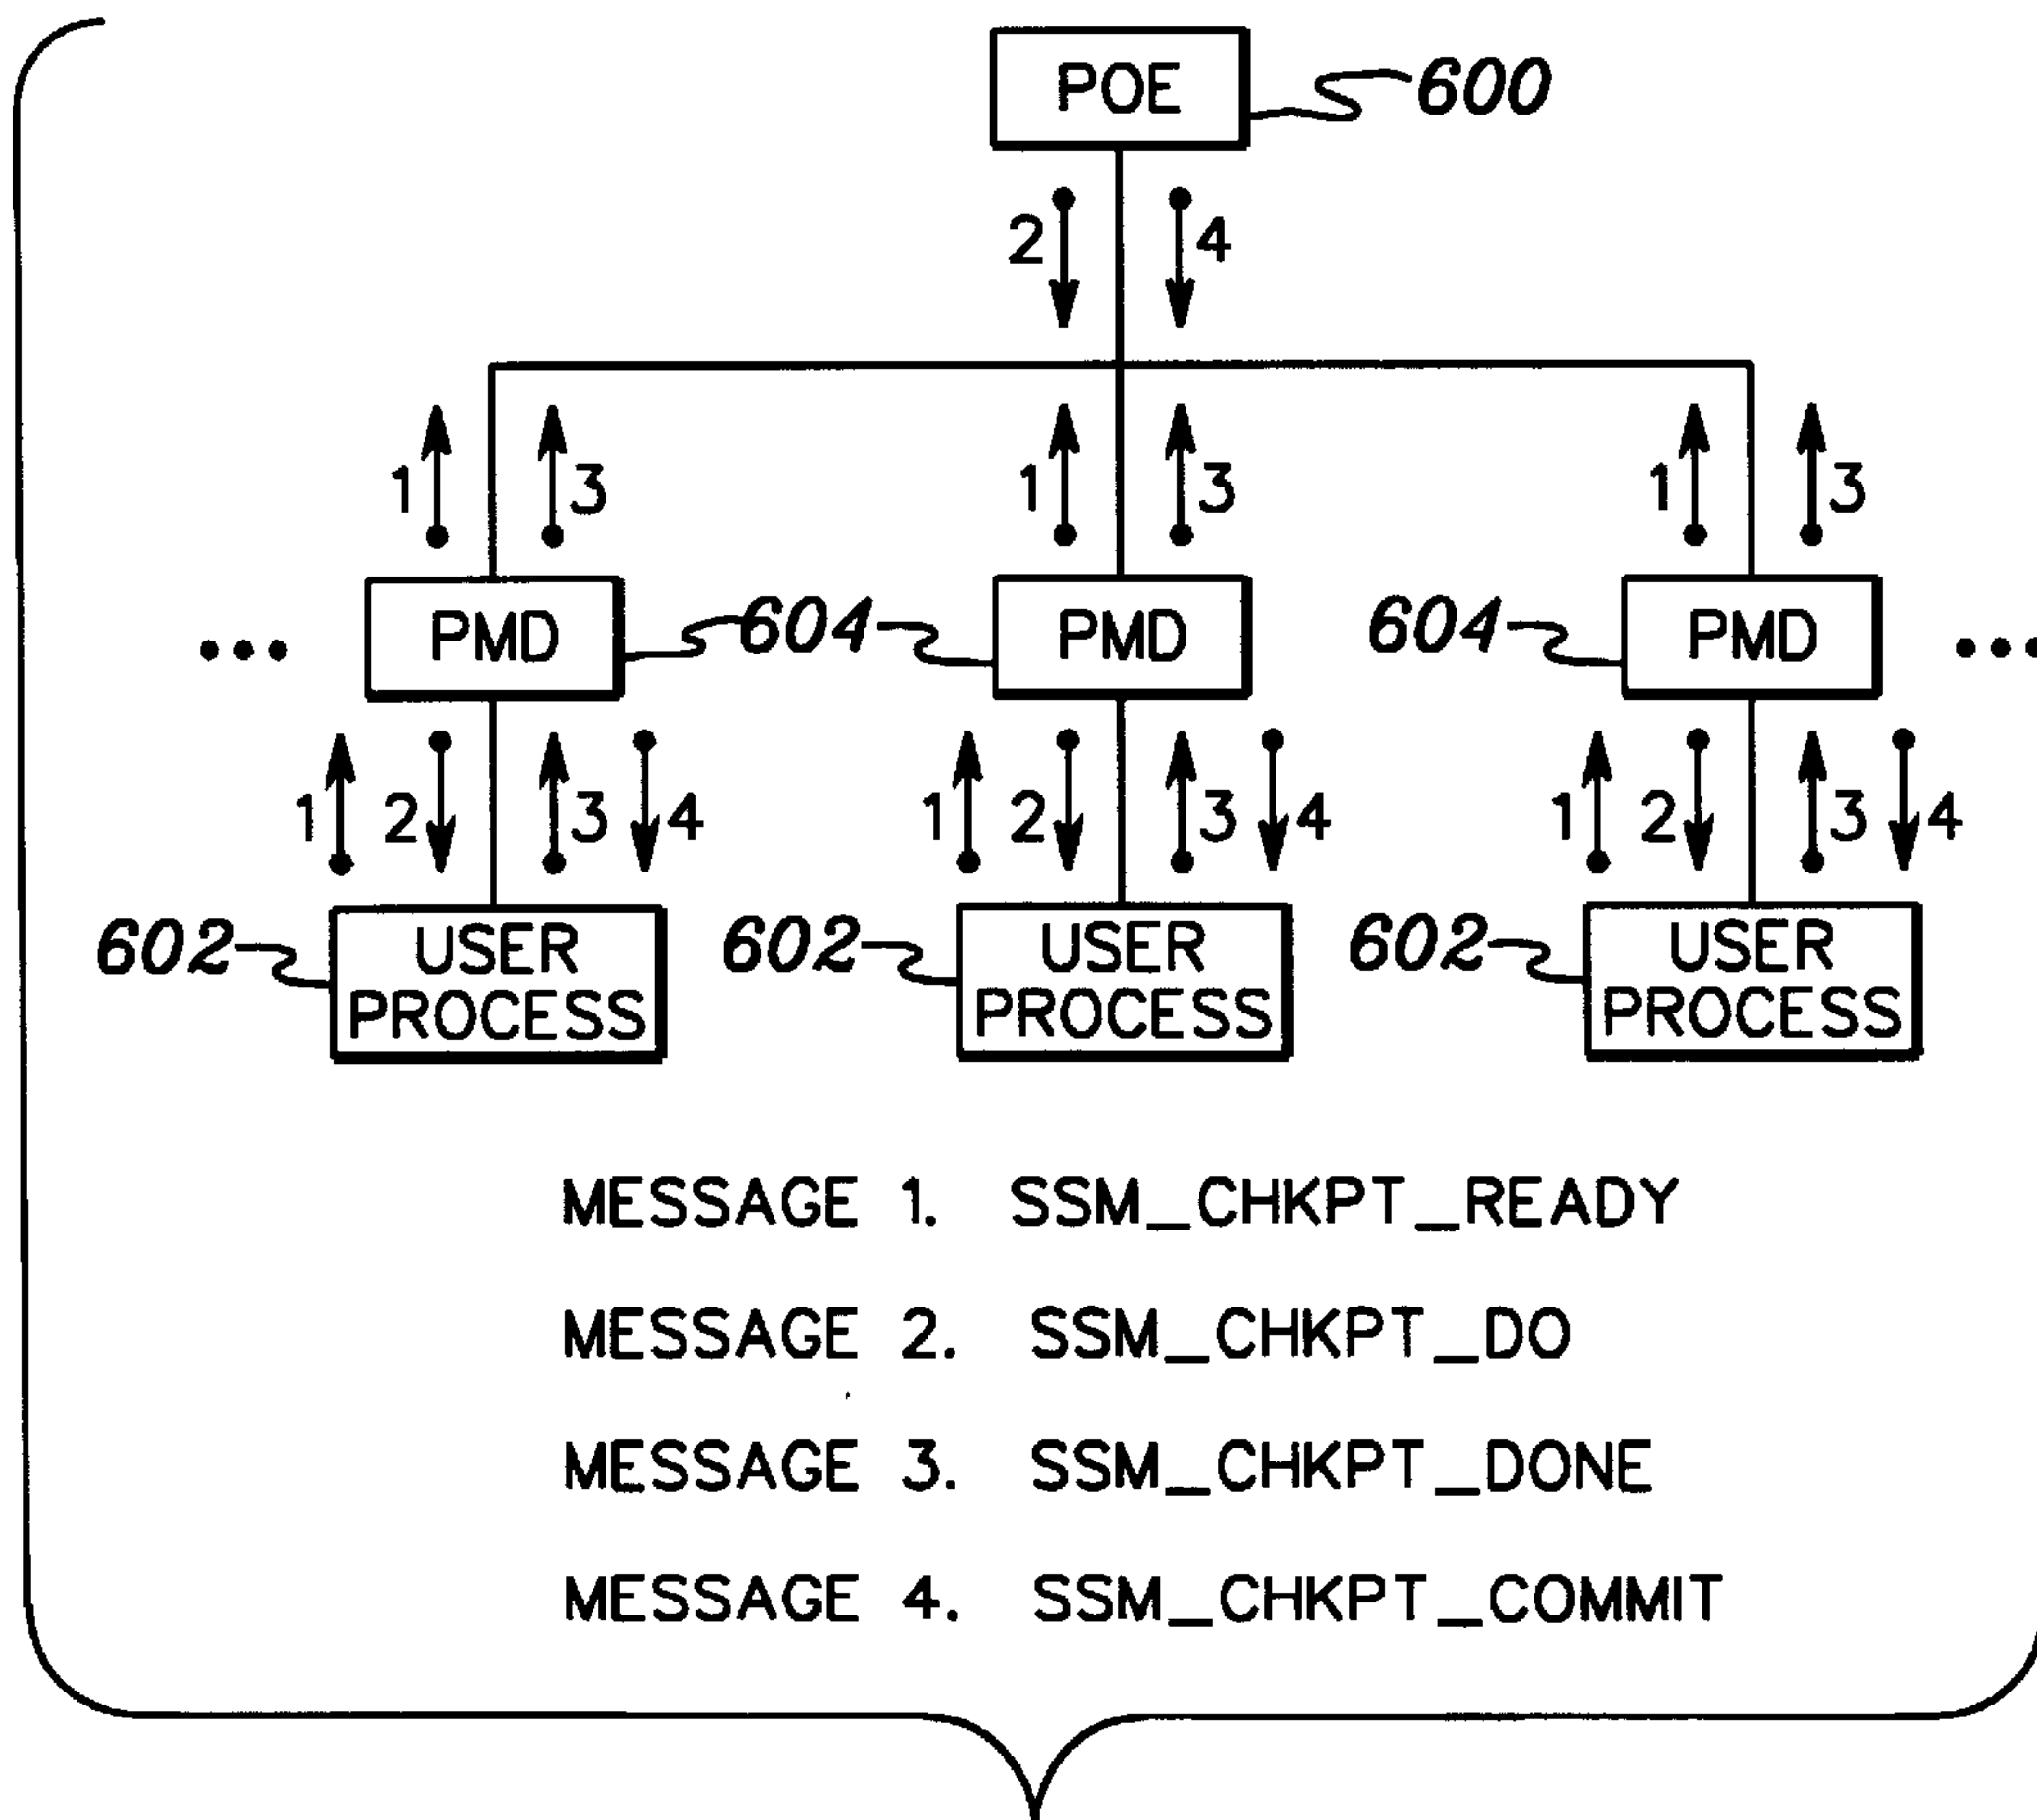 POE 600
2 4
1 3 1 3 1 3
... PMD 604 PMD 604 PMD ...
1 2 3 4 1 2 3 4 1 2 3 4
602 USER 602 USER 602 USER
PROCESS PROCESS PROCESS
MESSAGE 1. SSM_CHKPT_READY
MESSAGE 2. SSM_CHKPT_DO
MESSAGE 3. SSM_CHKPT_DONE
MESSAGE 4. SSM_CHKPT_COMMIT